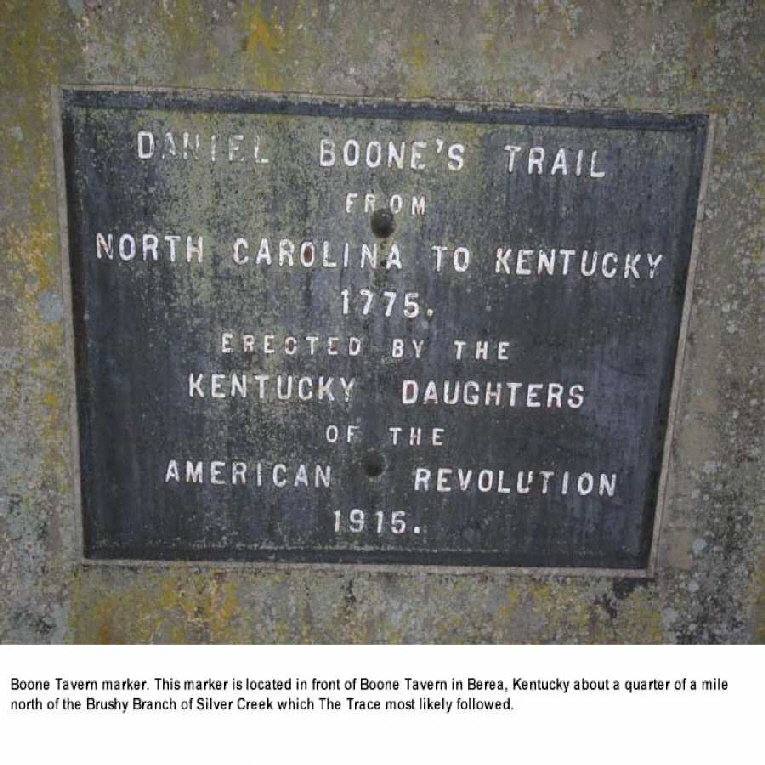 DANIEL BOONE'S TRAIL
FROM
NORTH CAROLINA TO KENTUCKY
1775.
ERECTED BY THE
KENTUCKY DAUGHTERS
OF THE
AMERICAN REVOLUTION
1915.
Boone Tavern marker. This marker is located in front of Boone Tavern in Berea, Kentucky about a quarter of a mile
north of the Brushy Branch of Silver Creek which The Trace most likely followed.